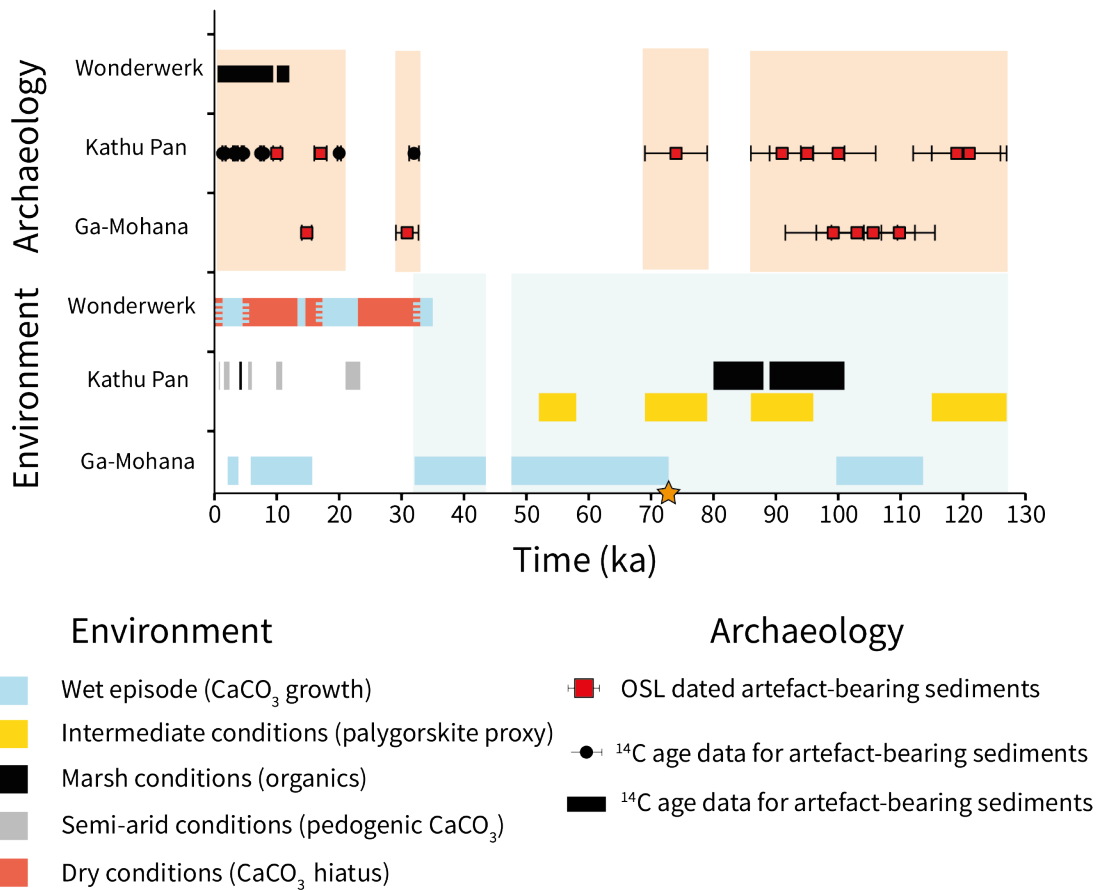 Archaeology
Wonderwerk
Kathu Pan
Ga-Mohana
Environment
Wonderwerk
Kathu Pan
Ga-Mohana
0 10 20 30 40 50 60 70 80 90 100 110 120 130
Time (ka)
Environment
Wet episode (CaCO₃ growth)
Intermediate conditions (palygorskite proxy)
Marsh conditions (organics)
Semi-arid conditions (pedogenic CaCO₃)
Dry conditions (CaCO₃ hiatus)
Archaeology
OSL dated artefact-bearing sediments
¹⁴C age data for artefact-bearing sediments
¹⁴C age data for artefact-bearing sediments